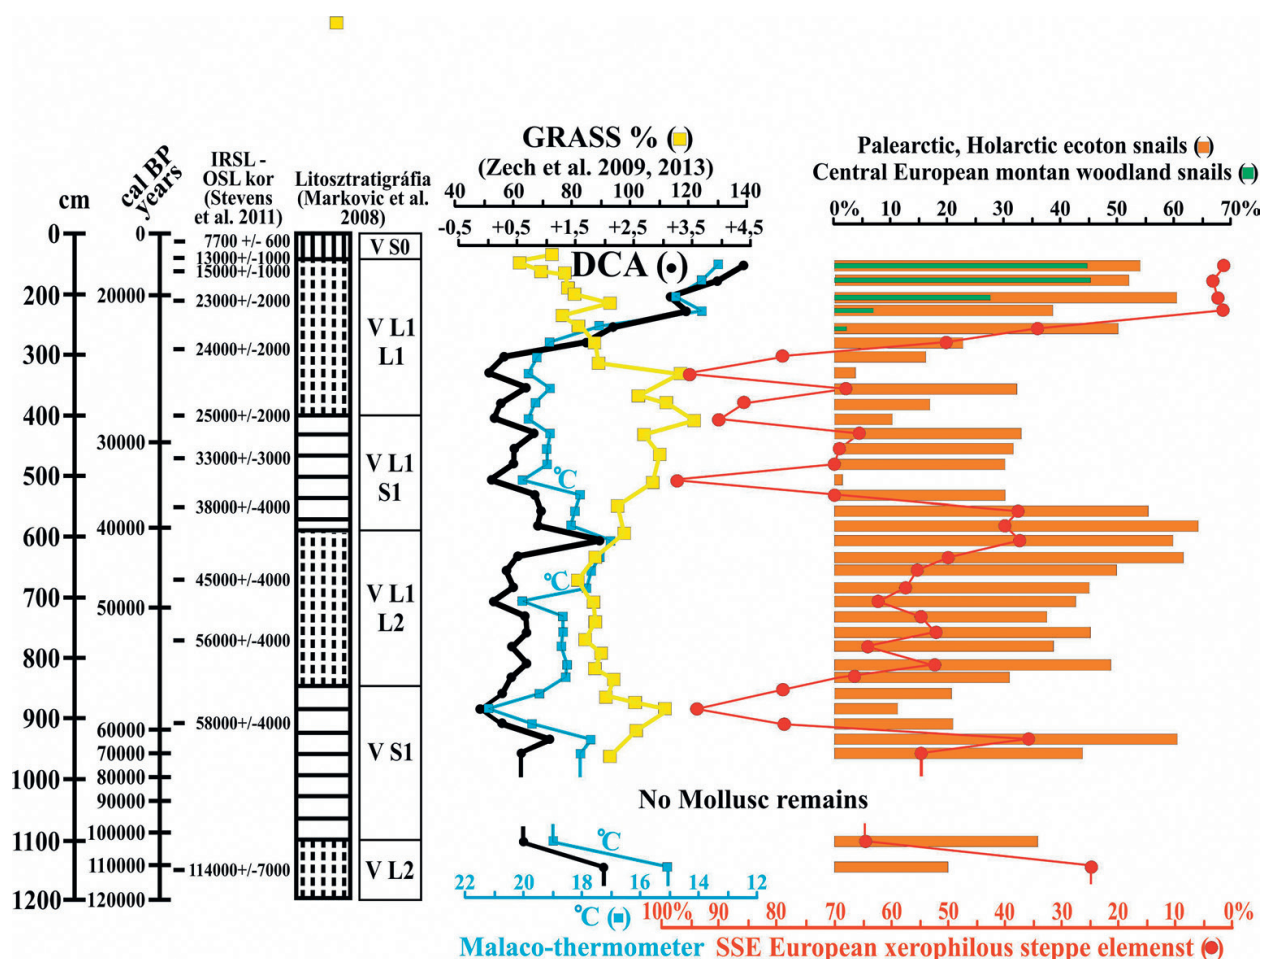 GRASS % (■)
(Zech et al. 2009, 2013)
40 60 80 100 120 140
-0,5 +0,5 +1,5 +2,5 +3,5 +4,5
DCA (●)
Palearctic, Holarctic ecoton snails (■)
Central European montan woodland snails (■)
0% 10 20 30 40 50 60 70%
cm
cal BP
years
IRSL -
OSL kor
(Stevens
et al. 2011)
Litosztratigráfia
(Markovic et al.
2008)
0
200
300
400
500
600
700
800
900
1000
1100
1200
0
20000
30000
40000
50000
60000
70000
80000
90000
100000
110000
120000
7700 +/- 600
13000+/-1000
15000+/-1000
23000+/-2000
24000+/-2000
25000+/-2000
33000+/-3000
38000+/-4000
45000+/-4000
56000+/-4000
58000+/-4000
114000+/-7000
V S0
V L1
L1
V L1
S1
V L1
L2
V S1
V L2
°C
°C
No Mollusc remains
°C
22 20 18 16 14 12
°C (■)
Malaco-thermometer
100% 90 80 70 60 50 40 30 20 10 0%
SSE European xerophilous steppe elemenst (●)